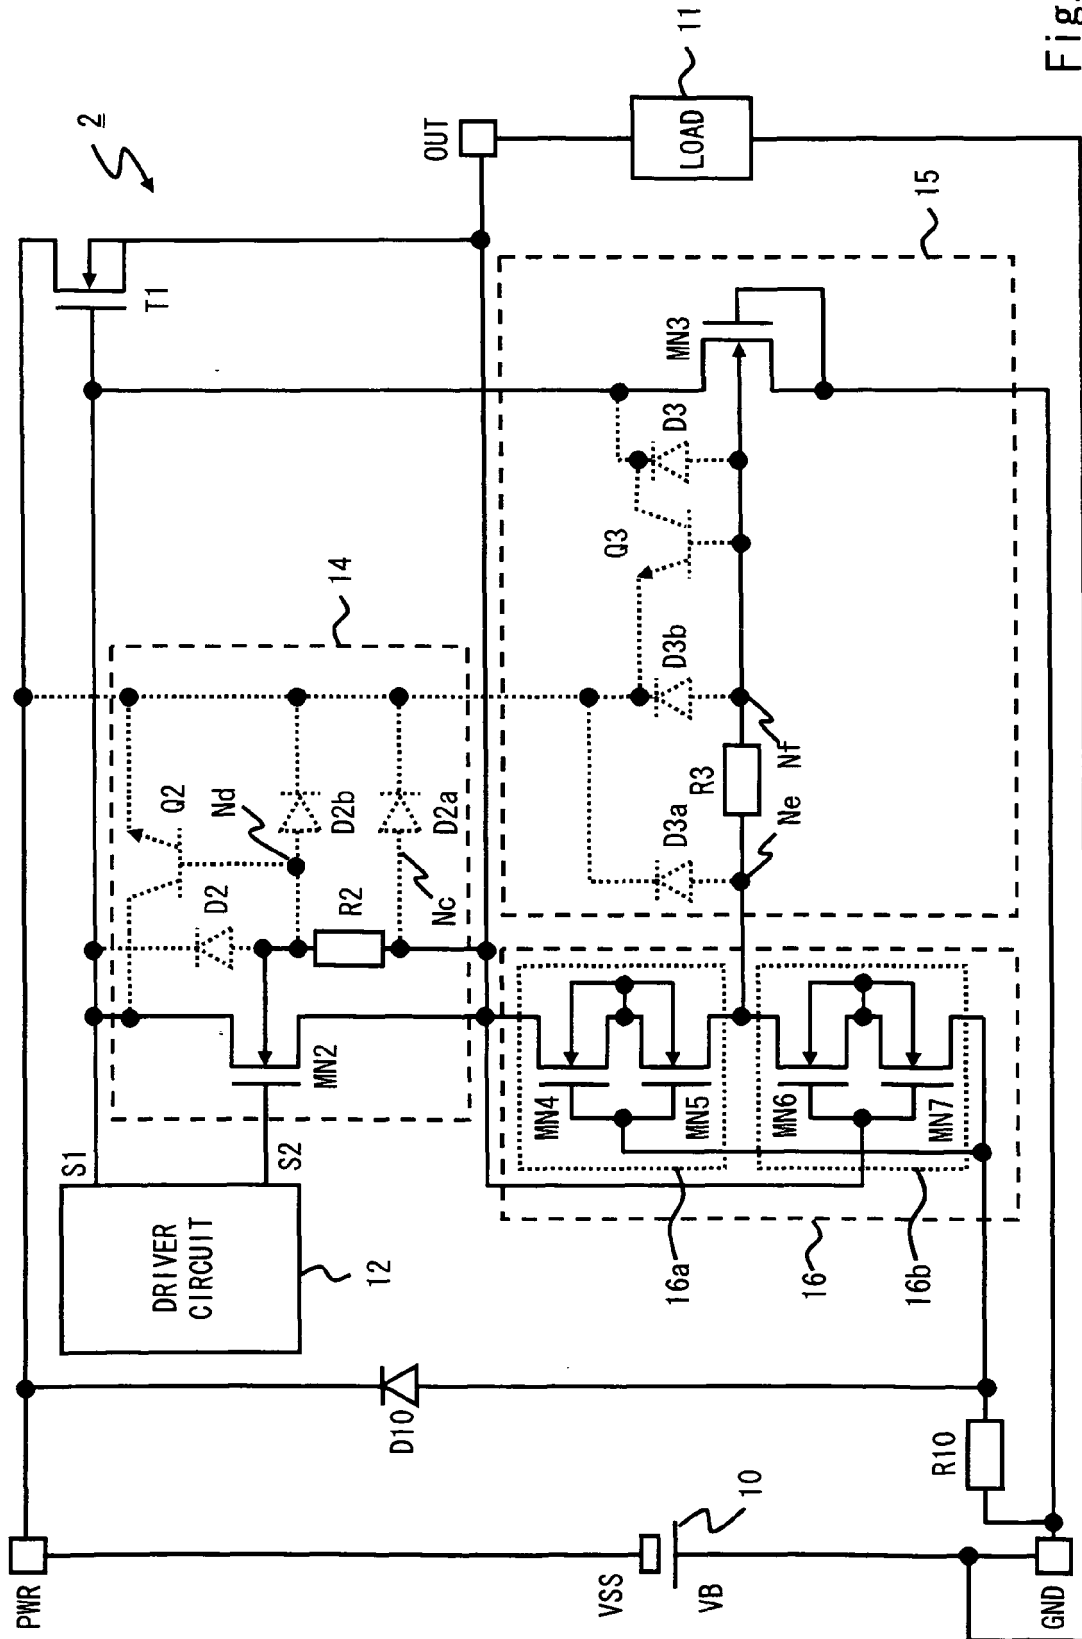 Fig.
2
PWR
VSS
VB
10
GND
R10
D10
DRIVER
CIRCUIT
12
S1
S2
MN2
D2
R2
Q2
Nd
Nc
D2b
D2a
14
T1
OUT
LOAD
11
15
16
16a
16b
MN4
MN5
MN6
MN7
D3a
Ne
R3
Nf
D3b
Q3
D3
MN3